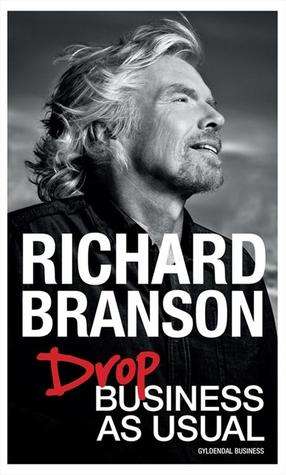 RICHARD
BRANSON
Drop
BUSINESS
AS USUAL
GYLDENDAL BUSINESS